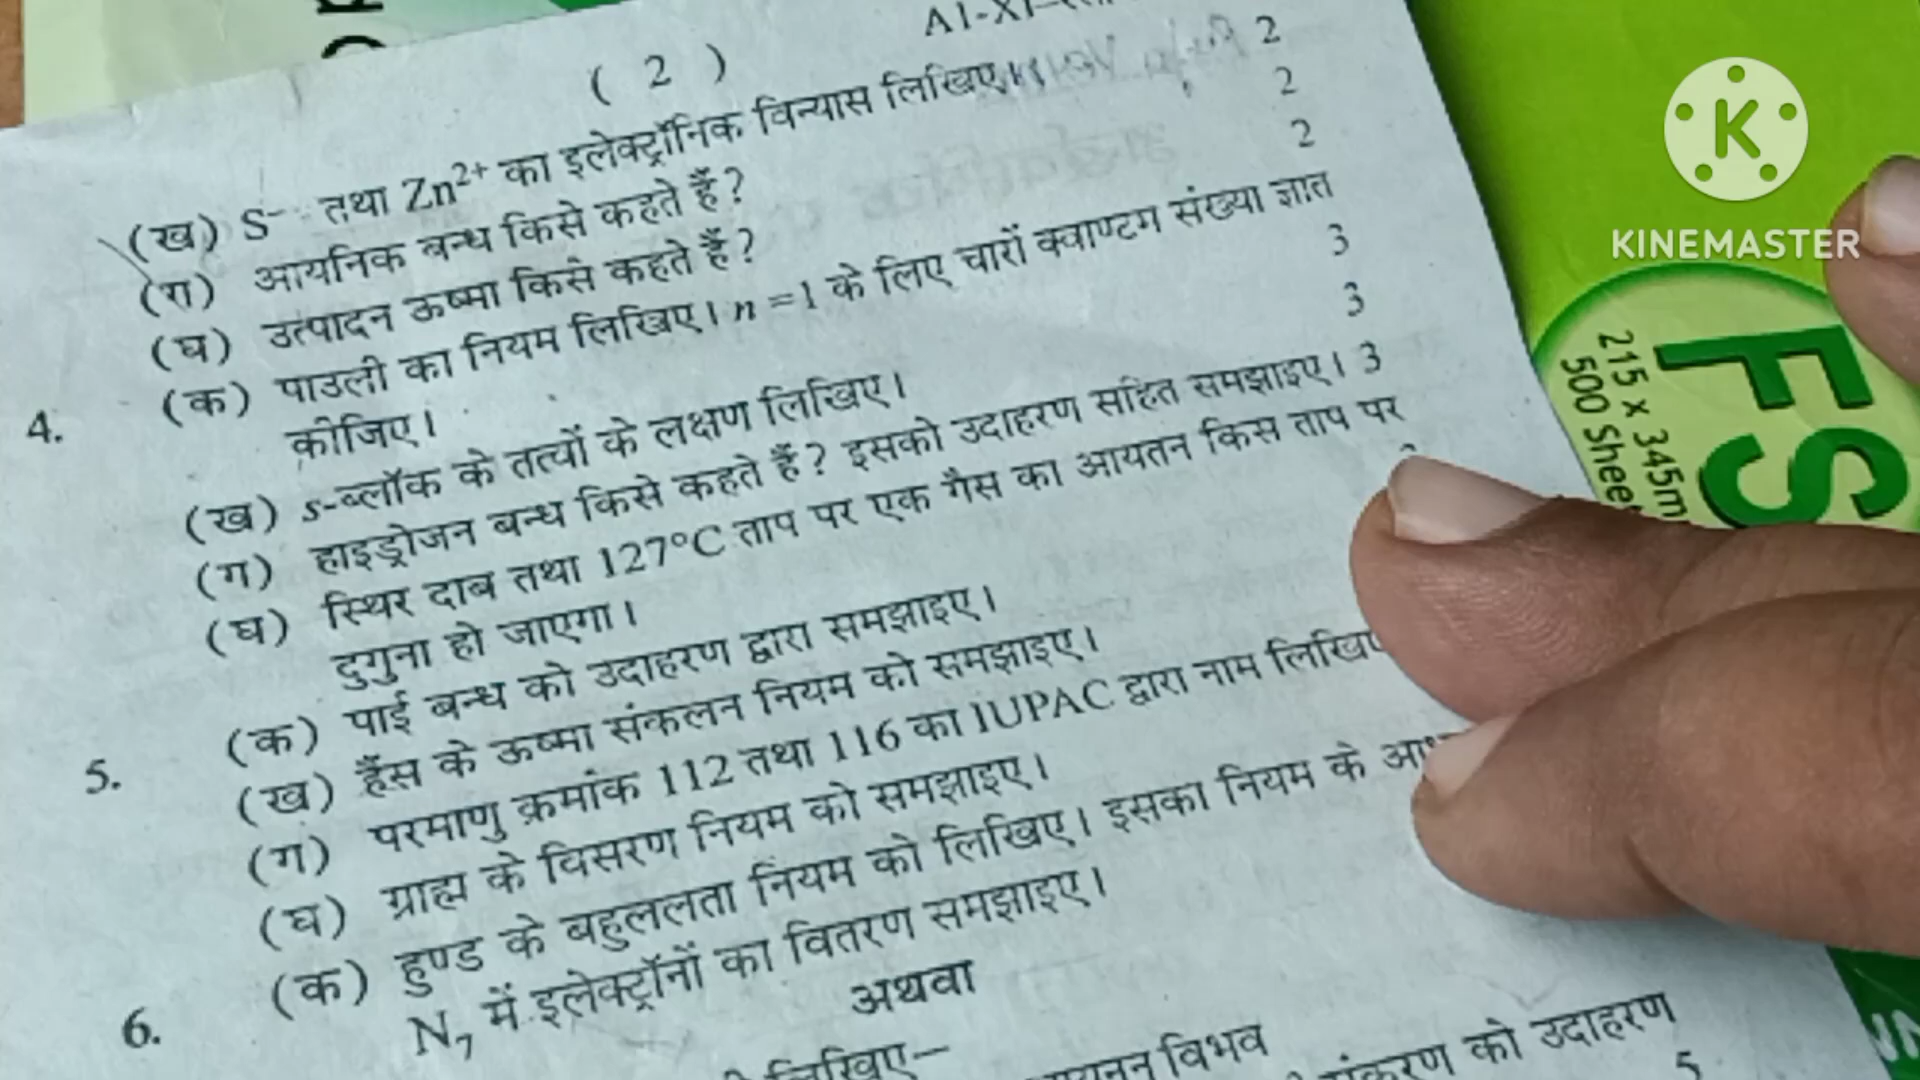 ( 2 )
(ख) S⁻ तथा Zn²⁺ का इलेक्ट्रॉनिक विन्यास लिखिए। 2
(ग) आयनिक बन्ध किसे कहते हैं? 2
(घ) उत्पादन ऊष्मा किसे कहते हैं? 2
4. (क) पाउली का नियम लिखिए। n = 1 के लिए चारों क्वाण्टम संख्या ज्ञात
कीजिए। 3
(ख) s-ब्लॉक के तत्वों के लक्षण लिखिए। 3
(ग) हाइड्रोजन बन्ध किसे कहते हैं? इसको उदाहरण सहित समझाइए। 3
(घ) स्थिर दाब तथा 127°C ताप पर एक गैस का आयतन किस ताप पर
दुगुना हो जाएगा।
5. (क) पाई बन्ध को उदाहरण द्वारा समझाइए।
(ख) हैंस के ऊष्मा संकलन नियम को समझाइए।
(ग) परमाणु क्रमांक 112 तथा 116 का IUPAC द्वारा नाम लिखिए
(घ) ग्राह्म के विसरण नियम को समझाइए।
6. (क) हुण्ड के बहुललता नियम को लिखिए। इसका नियम के
N₇ में इलेक्ट्रॉनों का वितरण समझाइए।
अथवा
लिखिए—
विभव
को उदाहरण
5
KINEMASTER
FS
215 x 345m
500 Shee